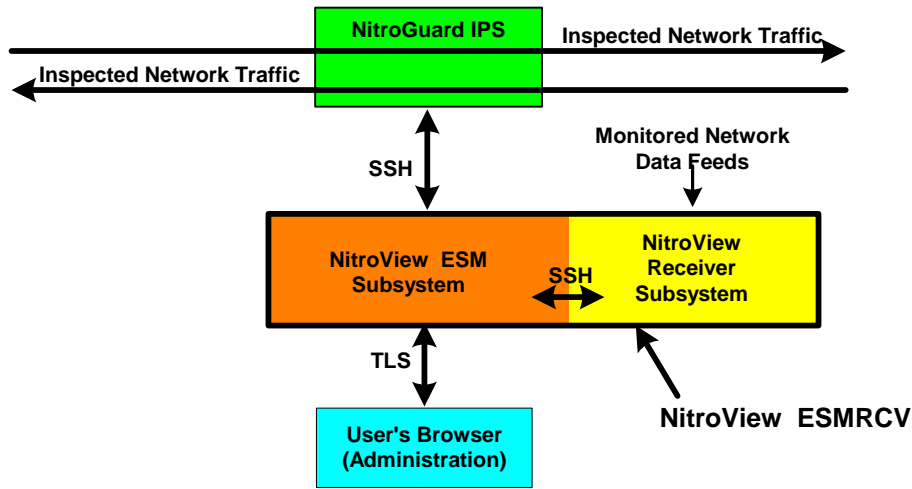 NitroGuard IPS
Inspected Network Traffic
Inspected Network Traffic
SSH
Monitored Network
Data Feeds
NitroView ESM
Subsystem
SSH
NitroView
Receiver
Subsystem
TLS
NitroView ESMRCV
User's Browser
(Administration)